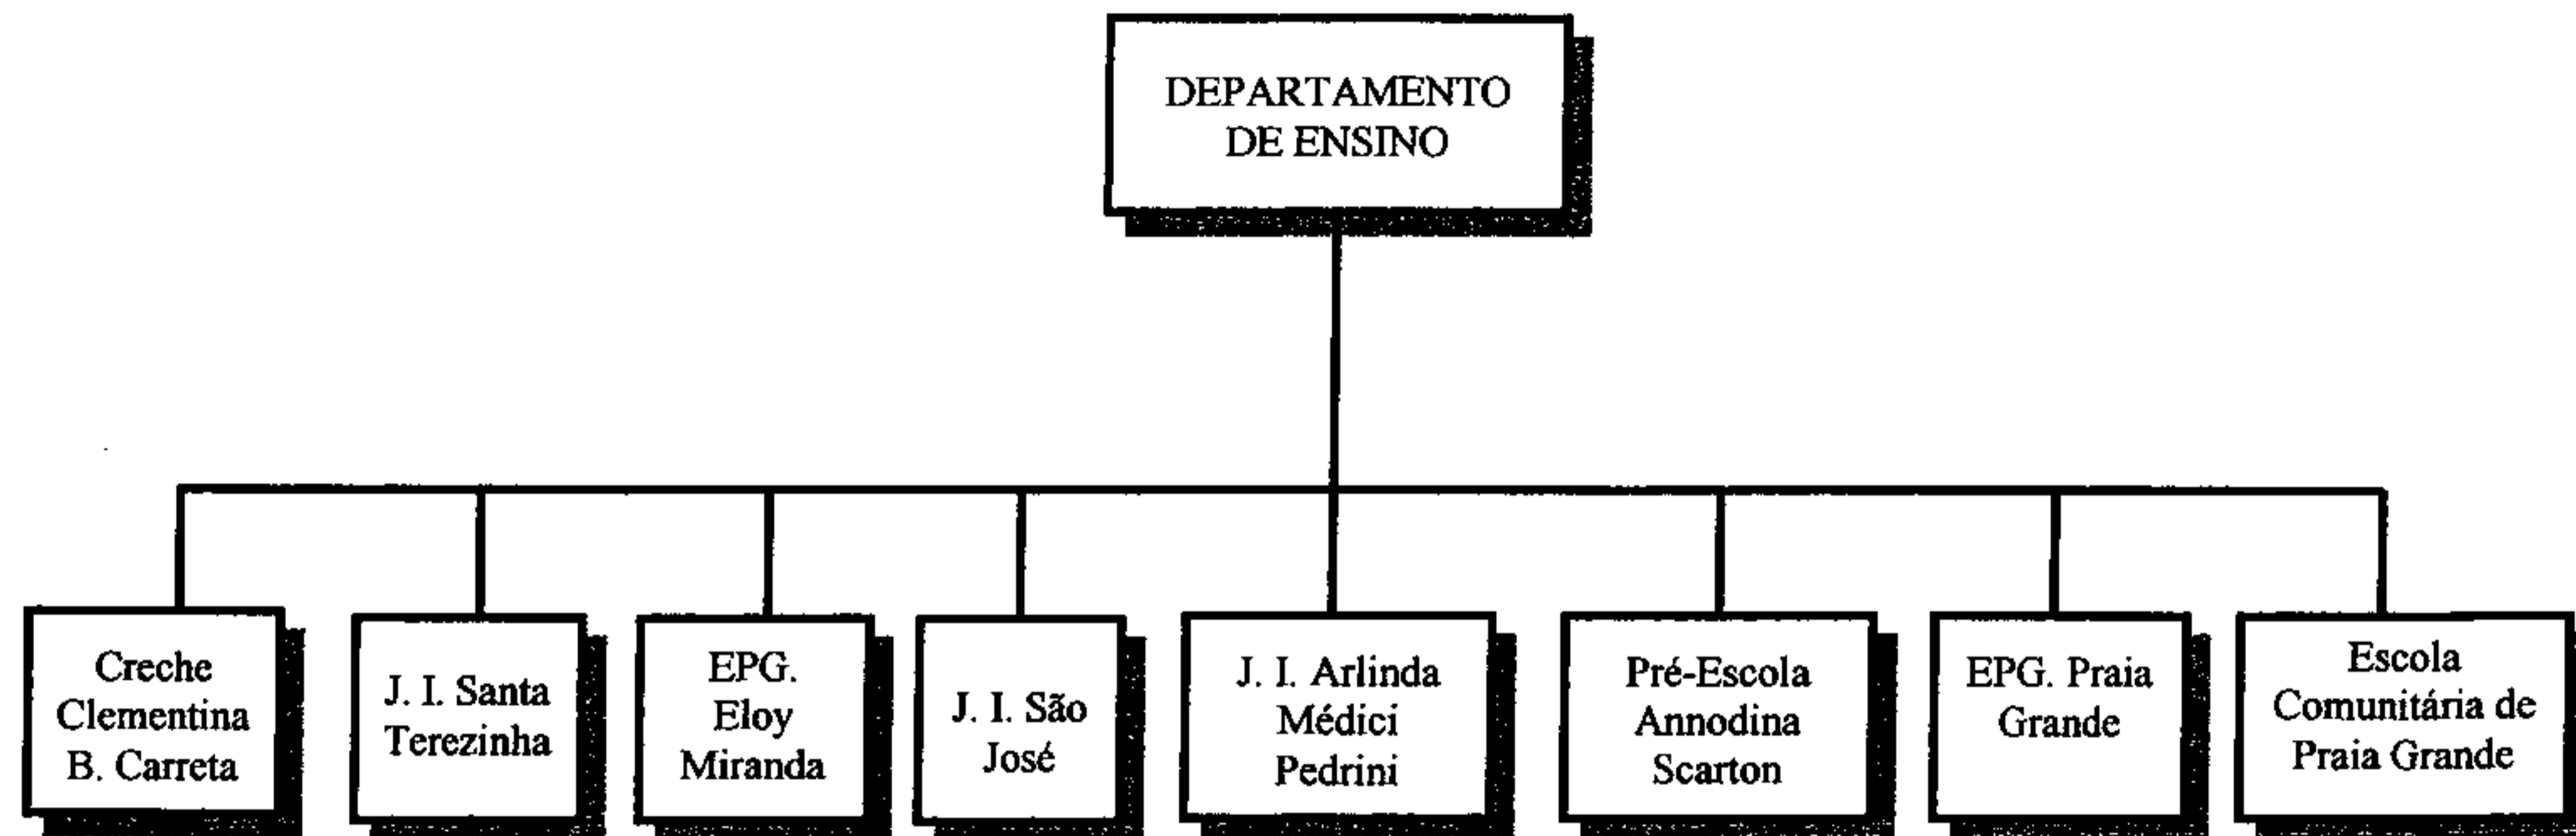 DEPARTAMENTO
DE ENSINO
Creche
Clementina
B. Carreta
J. I. Santa
Terezinha
EPG.
Eloy
Miranda
J. I. São
José
J. I. Arlinda
Médici
Pedrini
Pré-Escola
Annodina
Scarton
EPG. Praia
Grande
Escola
Comunitária de
Praia Grande